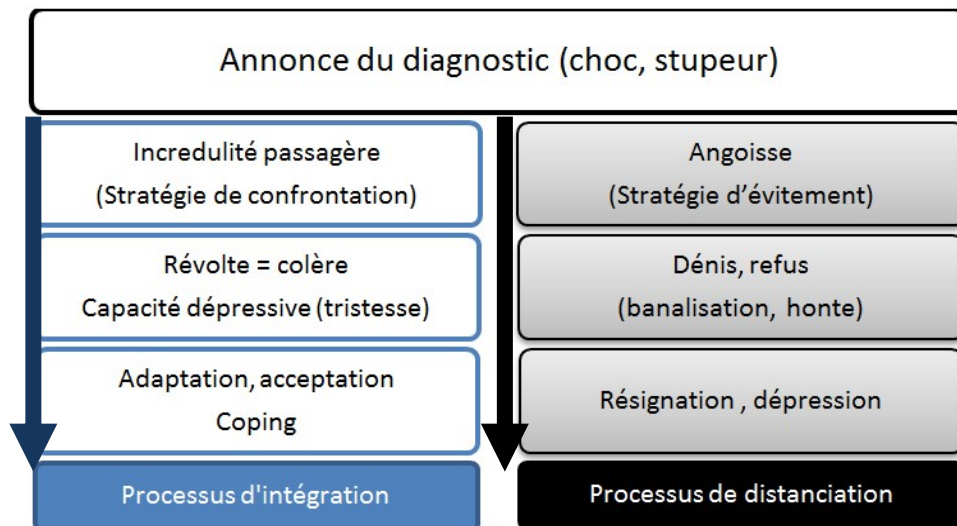 Annonce du diagnostic (choc, stupeur)
Incredulité passagère
(Stratégie de confrontation)
Révolte = colère
Capacité dépressive (tristesse)
Adaptation, acceptation
Coping
Processus d'intégration
Angoisse
(Stratégie d'évitement)
Dénis, refus
(banalisation, honte)
Résignation , dépression
Processus de distanciation